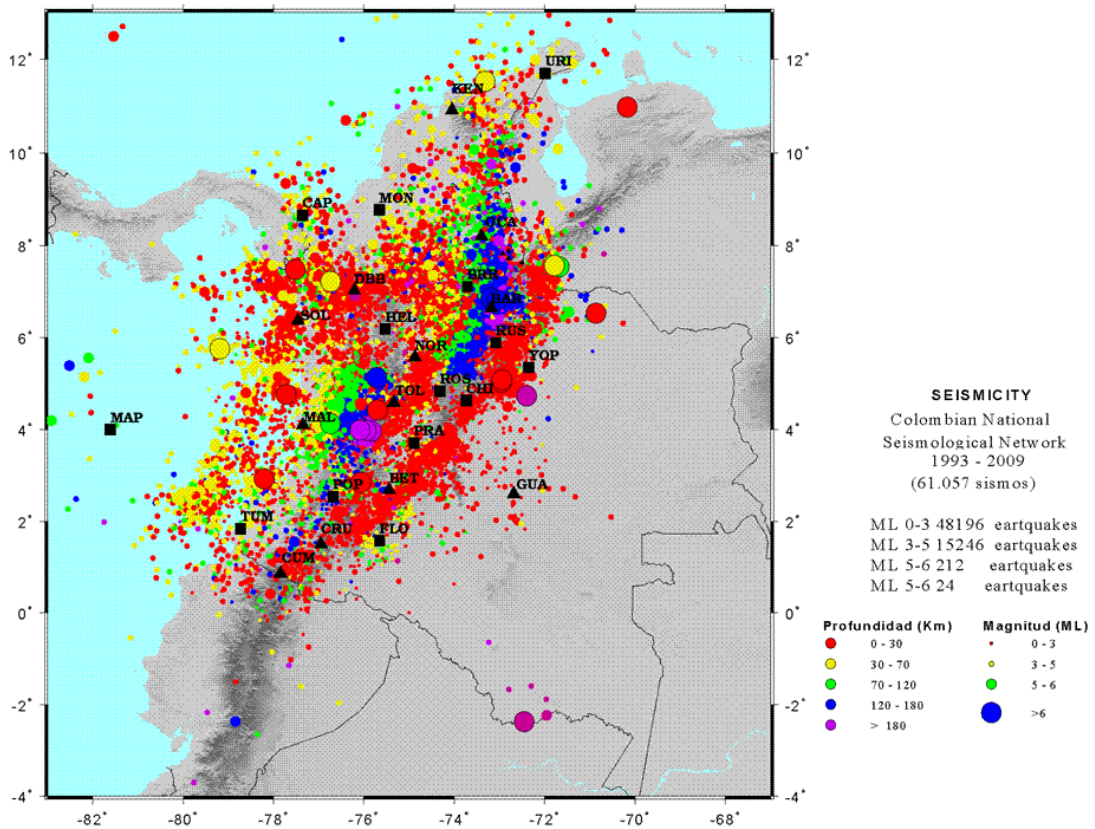 12°
10°
8°
6°
4°
2°
0°
-2°
-4°
12°
10°
8°
6°
4°
2°
0°
-2°
-4°
-82°
-80°
-78°
-76°
-74°
-72°
-70°
-68°
URI
KEN
CAP
MON
OCA
DBB
BRR
BAR
SOL
HEL
RUS
NOR
YOP
ROS
CHI
TOL
MAP
MAL
PRA
POP
BET
GUA
TUM
CRU
FLO
CUM
SEISMICITY
Colombian National
Seismological Network
1993 - 2009
(61.057 sismos)
ML 0-3 48196 eartquakes
ML 3-5 15246 eartquakes
ML 5-6 212 eartquakes
ML 5-6 24 eartquakes
Profundidad (Km) Magnitud (ML)
0 - 30 0 - 3
30 - 70 3 - 5
70 - 120 5 - 6
120 - 180 >6
> 180